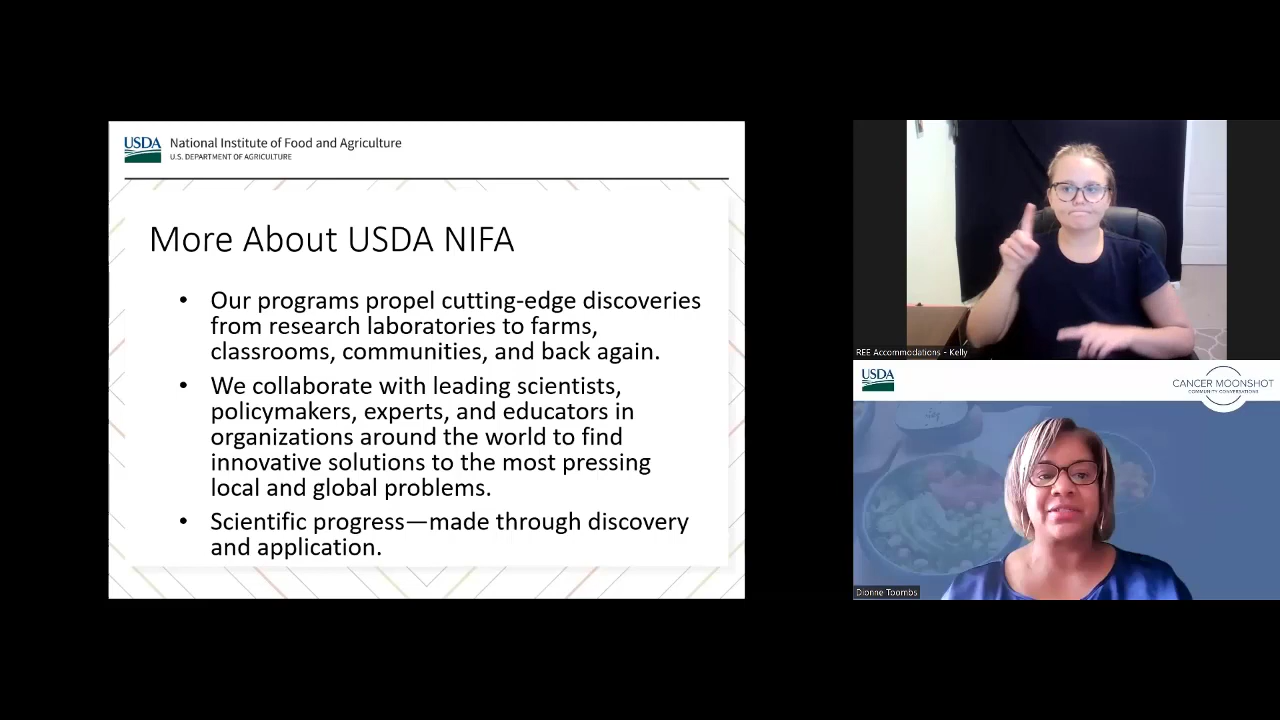 USDA
National Institute of Food and Agriculture
U.S. DEPARTMENT OF AGRICULTURE
More About USDA NIFA
• Our programs propel cutting-edge discoveries
from research laboratories to farms,
classrooms, communities, and back again.
• We collaborate with leading scientists,
policymakers, experts, and educators in
organizations around the world to find
innovative solutions to the most pressing
local and global problems.
• Scientific progress—made through discovery
and application.
REE Accommodations - Kelly
USDA
CANCER MOONSHOT
COMMUNITY CONVERSATIONS
Dionne Toombs